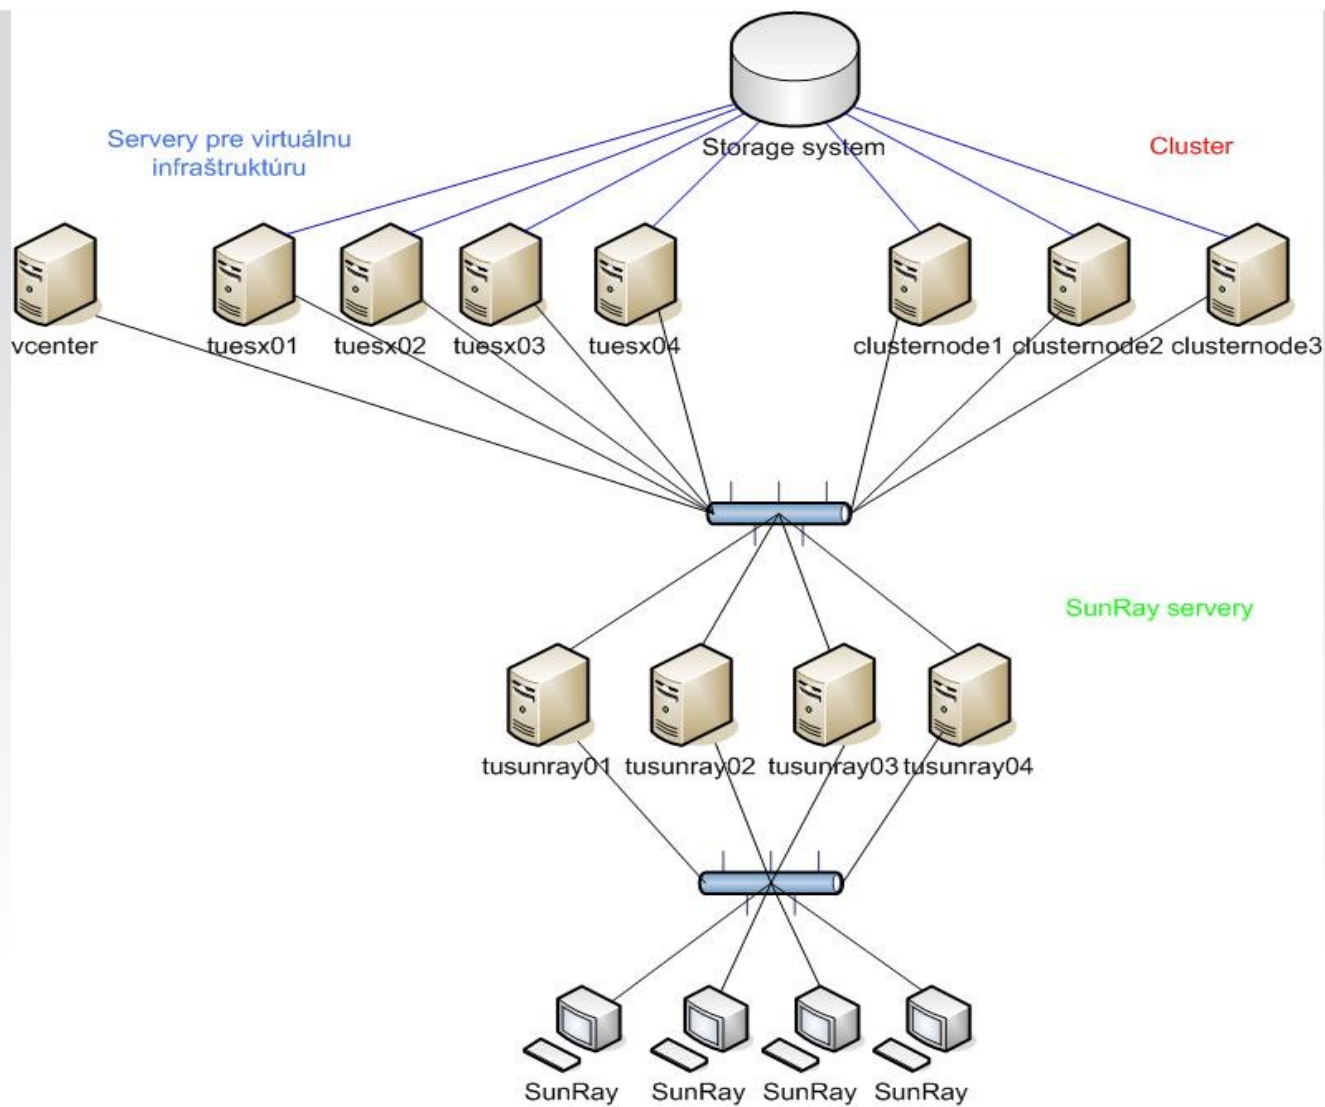 Storage system
Servery pre virtuálnu
infraštruktúru
Cluster
vcenter
tuesx01
tuesx02
tuesx03
tuesx04
clusternode1
clusternode2
clusternode3
SunRay servery
tusunray01
tusunray02
tusunray03
tusunray04
SunRay
SunRay
SunRay
SunRay